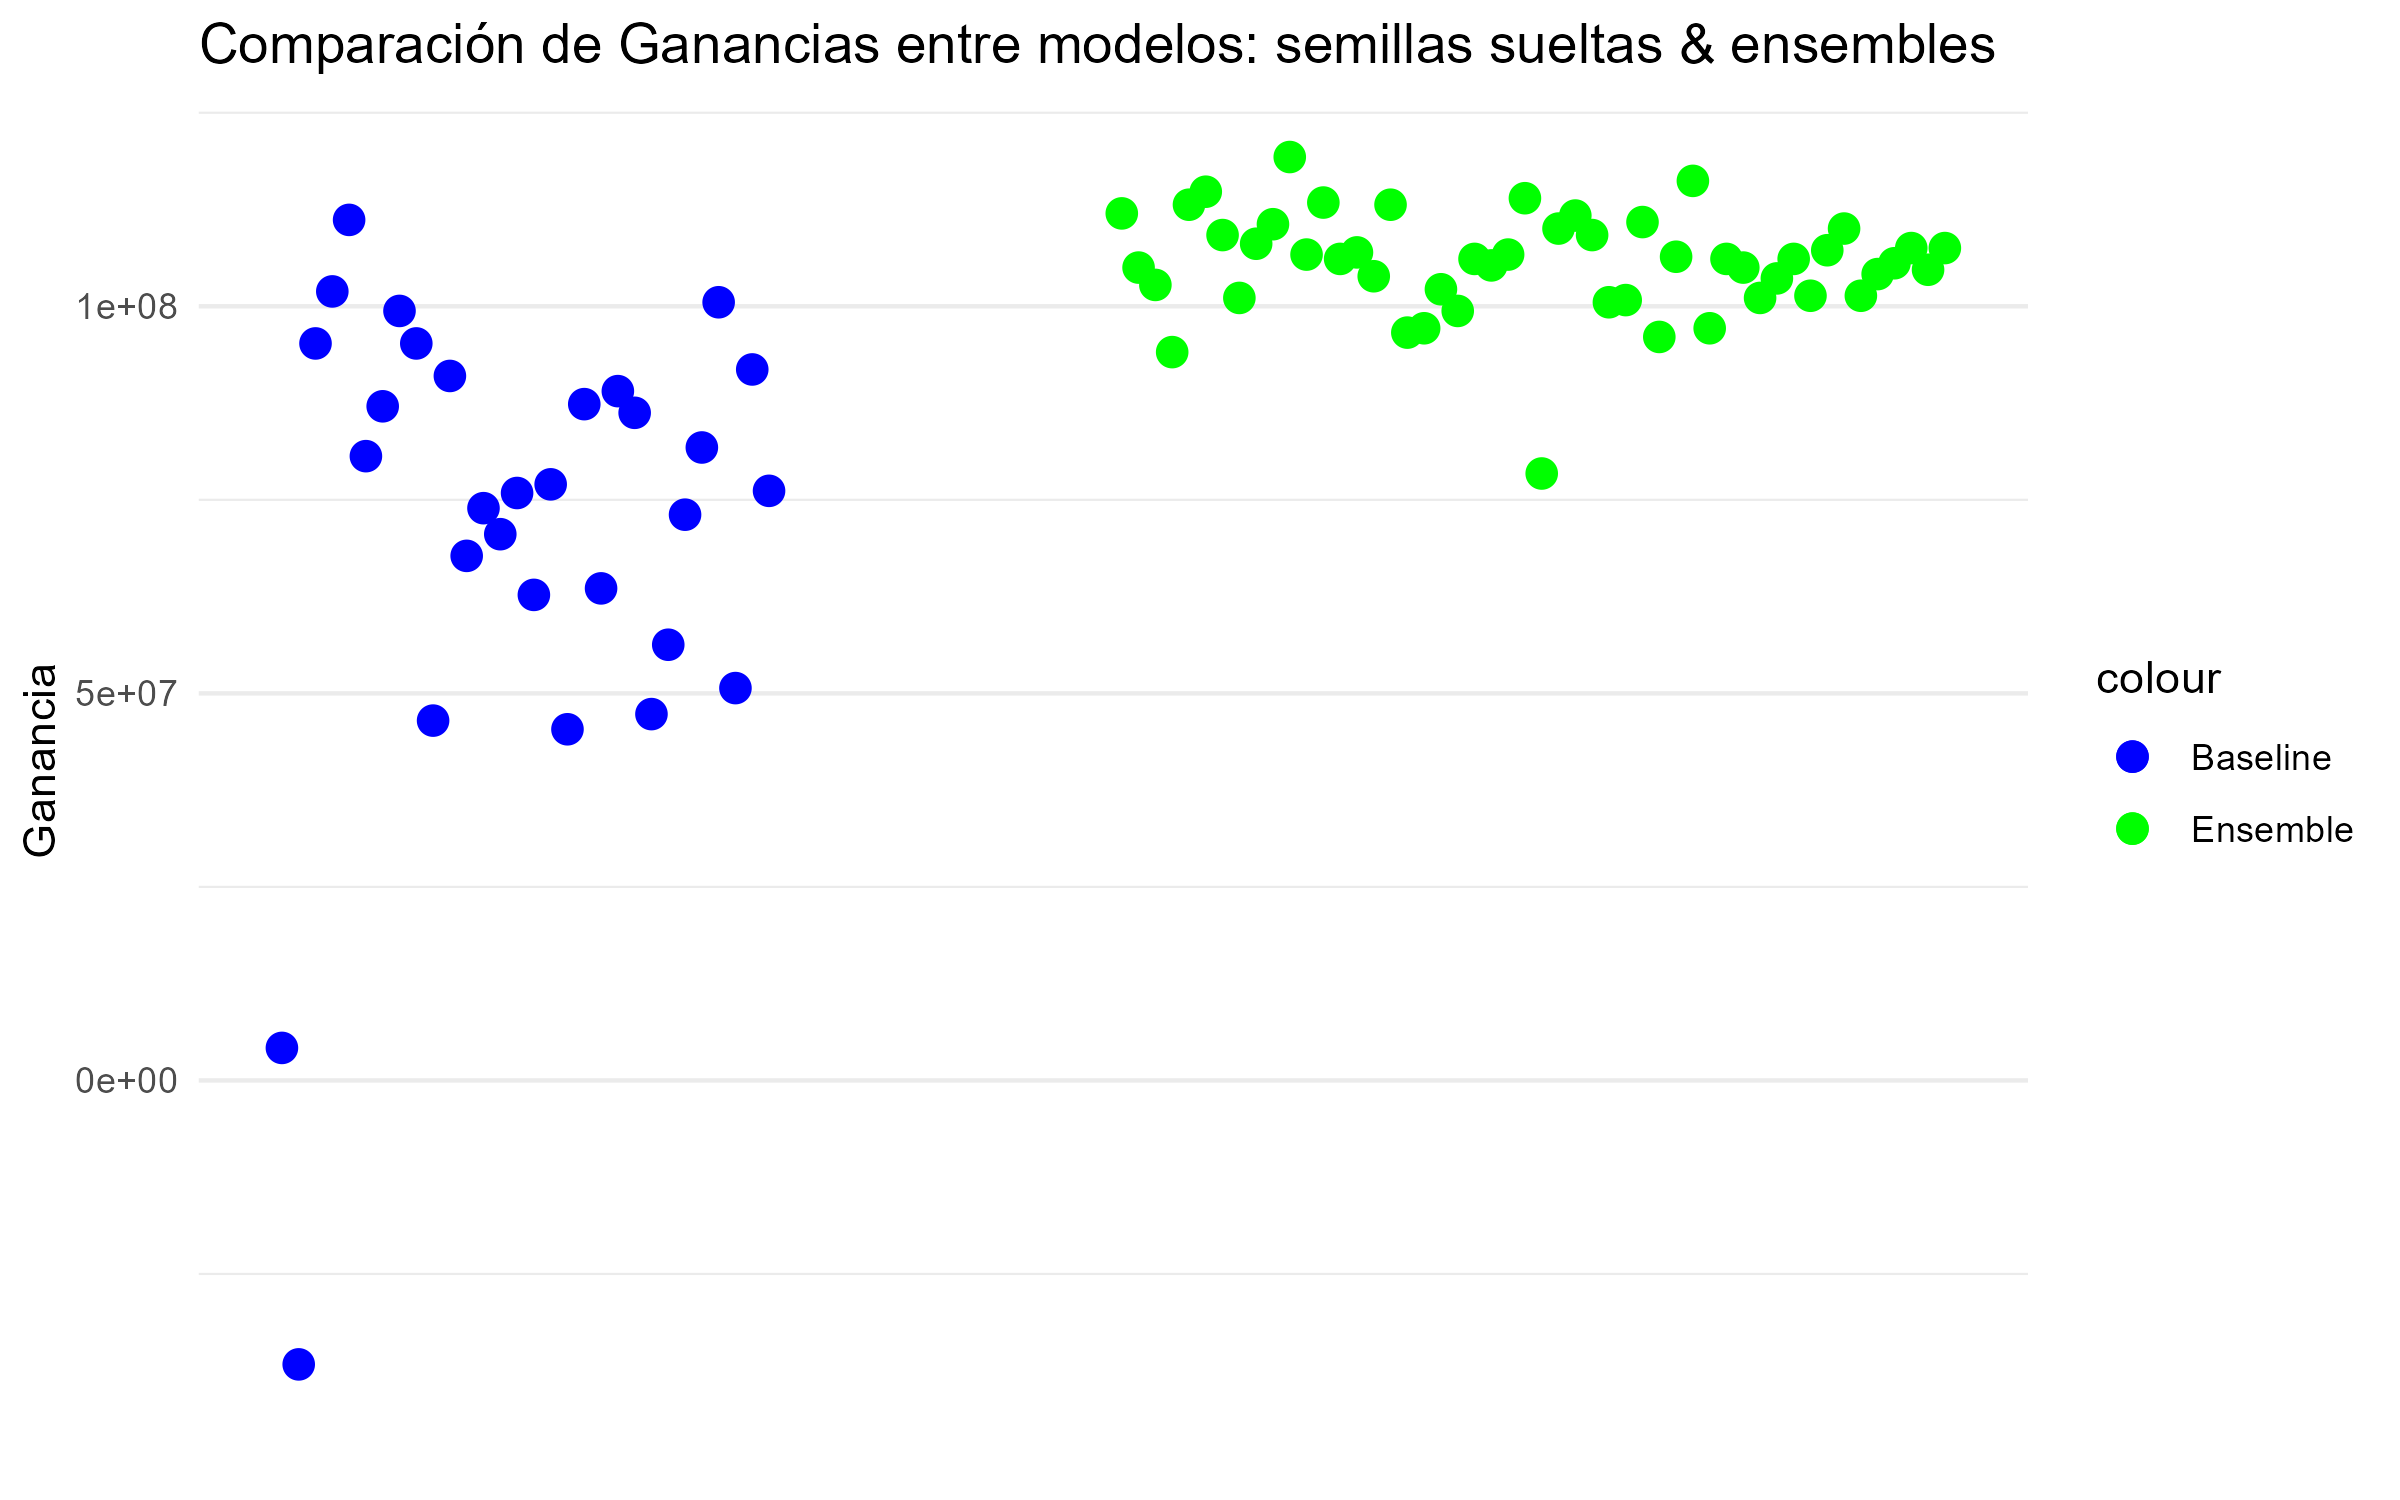 Comparación de Ganancias entre modelos: semillas sueltas & ensembles
Ganancia
1e+08
5e+07
0e+00
colour
Baseline
Ensemble